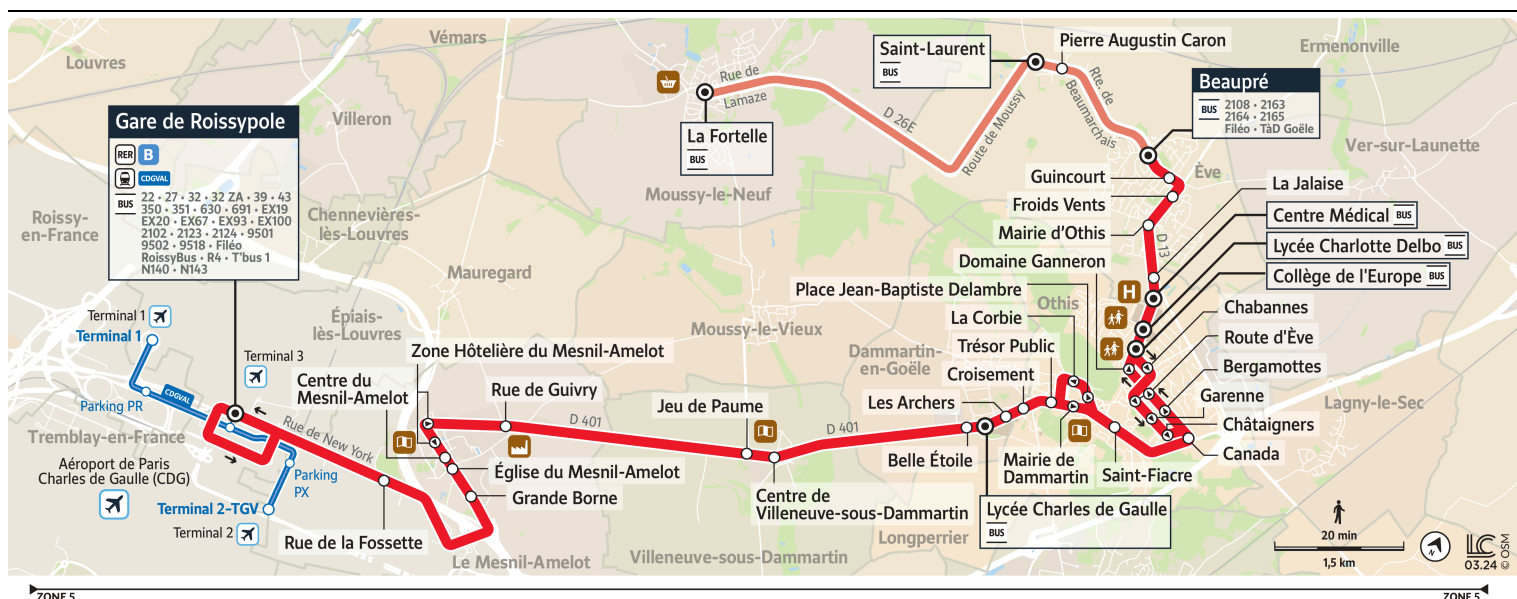 Louvres
Vémars
Villeron
Roissy-
en-France
Chennevières-
lès-Louvres
Mauregard
Épiais-
lès-Louvres
Tremblay-en-France
Le Mesnil-Amelot
Moussy-le-Neuf
Moussy-le-Vieux
Villeneuve-sous-Dammartin
Longperrier
Dammartin-
en-Goële
Othis
Ève
Ermenonville
Ver-sur-Launette
Lagny-le-Sec
Gare de Roissypole
RER B
CDGVAL
BUS
22 • 27 • 32 • 32 ZA • 39 • 43
350 • 351 • 630 • 691 • EX19
EX20 • EX67 • EX93 • EX100
2102 • 2123 • 2124 • 9501
9502 • 9518 • Filéo
RoissyBus • R4 • T'bus 1
N140 • N143
Terminal 1
Terminal 1
Parking PR
CDGVAL
Terminal 3
Aéroport de Paris
Charles de Gaulle (CDG)
Parking
PX
Terminal 2-TGV
Terminal 2
Rue de New York
Rue de la Fossette
Centre du
Mesnil-Amelot
Zone Hôtelière du Mesnil-Amelot
Rue de Guivry
Église du Mesnil-Amelot
Grande Borne
D 401
Jeu de Paume
Centre de
Villeneuve-sous-Dammartin
D 401
Belle Étoile
Lycée Charles de Gaulle
BUS
Les Archers
Croisement
Trésor Public
La Corbie
Place Jean-Baptiste Delambre
Domaine Ganneron
Mairie de
Dammartin
Saint-Fiacre
Canada
Châtaigners
Garenne
Bergamottes
Route d'Ève
Chabannes
Collège de l'Europe BUS
Lycée Charlotte Delbo BUS
Centre Médical BUS
La Jalaise
H
D 13
Mairie d'Othis
Froids Vents
Guincourt
Beaupré
BUS
2108 • 2163
2164 • 2165
Filéo • TàD Goële
Rte. de
Beaumarchais
Pierre Augustin Caron
Saint-Laurent
BUS
Route de Moussy
D 26E
Rue de
Lamaze
La Fortelle
BUS
20 min
1,5 km
N
LC
03.24
© OSM
ZONE 5
ZONE 5